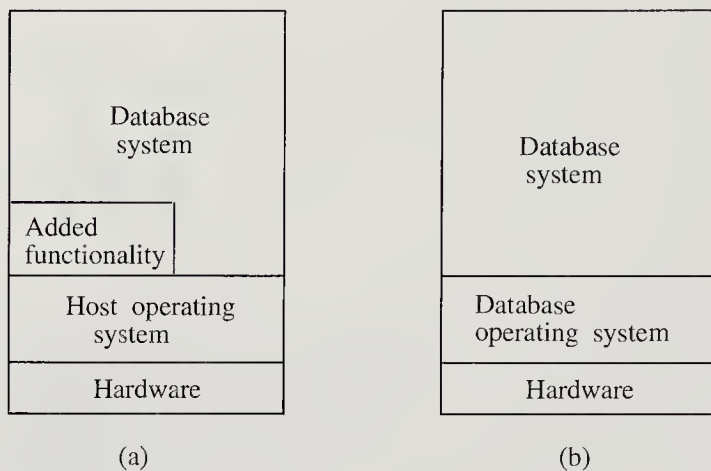 Database
system
Added
functionality
Host operating
system
Hardware
(a)
Database
system
Database
operating system
Hardware
(b)